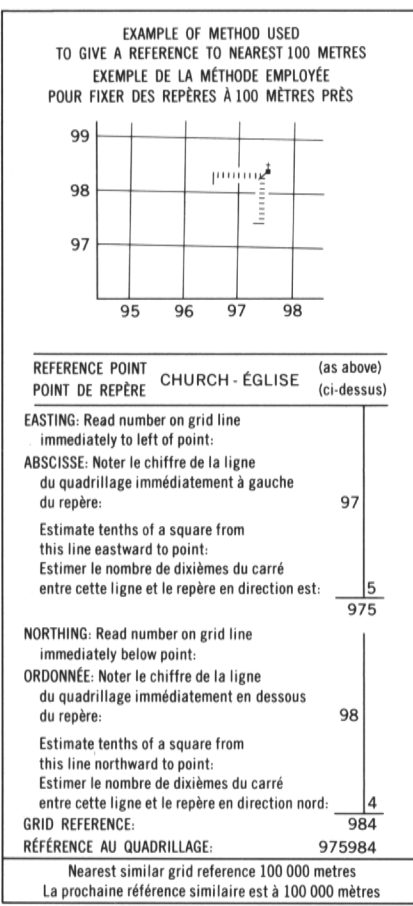 EXAMPLE OF METHOD USED
TO GIVE A REFERENCE TO NEAREST 100 METRES
EXEMPLE DE LA MÉTHODE EMPLOYÉE
POUR FIXER DES REPÈRES À 100 MÈTRES PRÈS
99
98
97
95 96 97 98
REFERENCE POINT
POINT DE REPÈRE
CHURCH - ÉGLISE
(as above)
(ci-dessus)
EASTING: Read number on grid line
immediately to left of point:
ABSCISSE: Noter le chiffre de la ligne
du quadrillage immédiatement à gauche
du repère: 97
Estimate tenths of a square from
this line eastward to point:
Estimer le nombre de dixièmes du carré
entre cette ligne et le repère en direction est: 5
975
NORTHING: Read number on grid line
immediately below point:
ORDONNÉE: Noter le chiffre de la ligne
du quadrillage immédiatement en dessous
du repère: 98
Estimate tenths of a square from
this line northward to point:
Estimer le nombre de dixièmes du carré
entre cette ligne et le repère en direction nord: 4
GRID REFERENCE: 984
RÉFÉRENCE AU QUADRILLAGE: 975984
Nearest similar grid reference 100 000 metres
La prochaine référence similaire est à 100 000 mètres